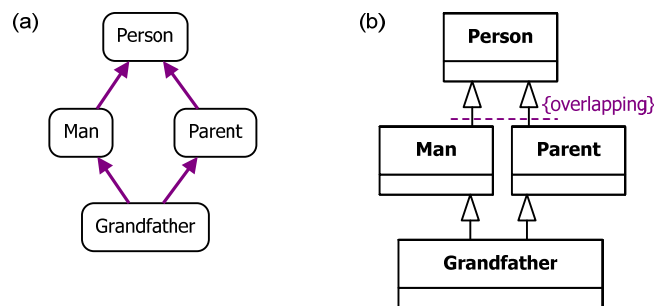 (a)
Person
Man
Parent
Grandfather
(b)
Person
{overlapping}
Man
Parent
Grandfather